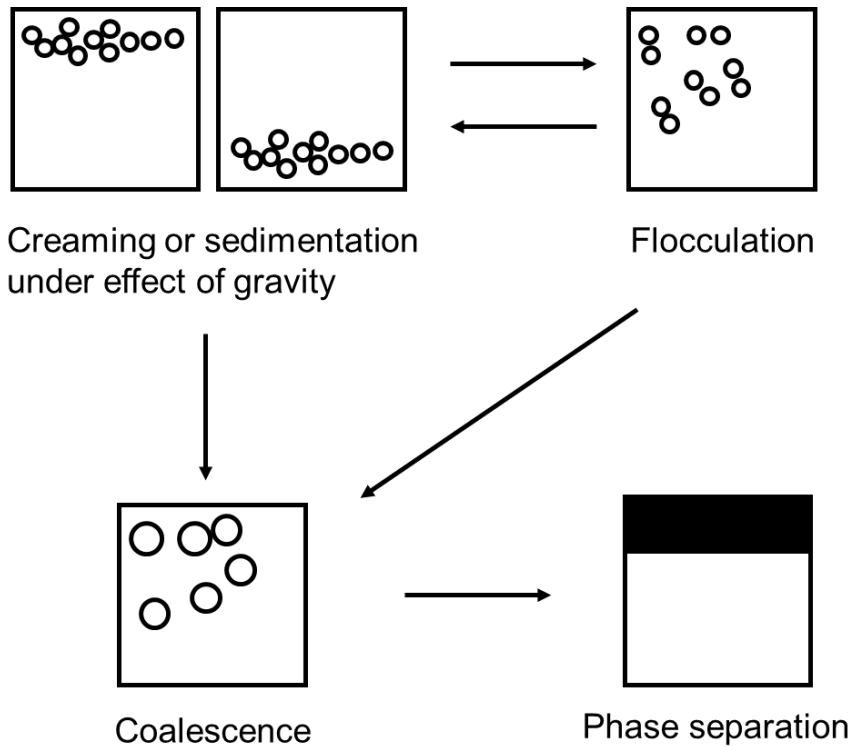 Creaming or sedimentation
under effect of gravity
Flocculation
Coalescence
Phase separation